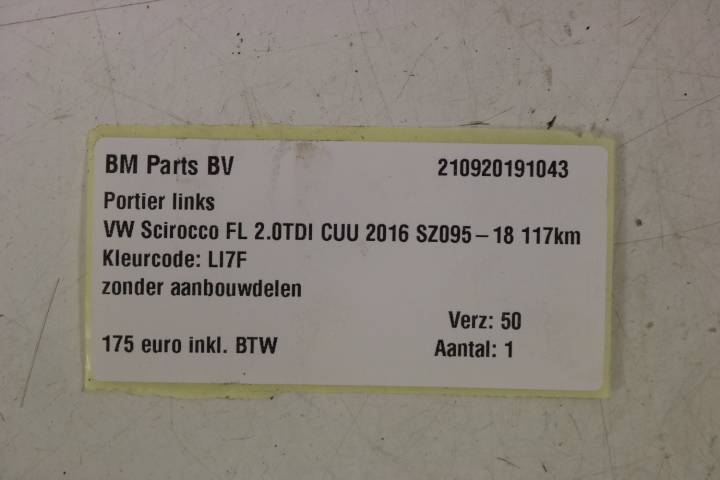 BM Parts BV 210920191043
Portier links
VW Scirocco FL 2.0TDI CUU 2016 SZ095-18 117km
Kleurcode: LI7F
zonder aanbouwdelen
Verz: 50
175 euro inkl. BTW Aantal: 1